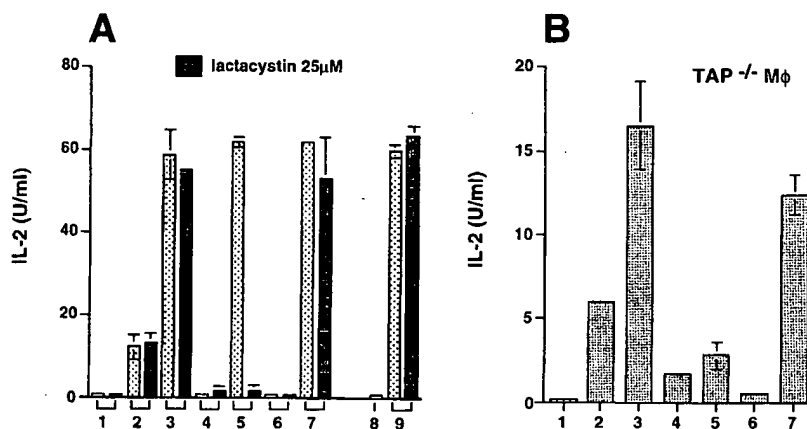 A
lactacystin 25μM
80
60
40
20
0
IL-2 (U/ml)
1 2 3 4 5 6 7 8 9
B
TAP -/- Mϕ
20
15
10
5
0
IL-2 (U/ml)
1 2 3 4 5 6 7